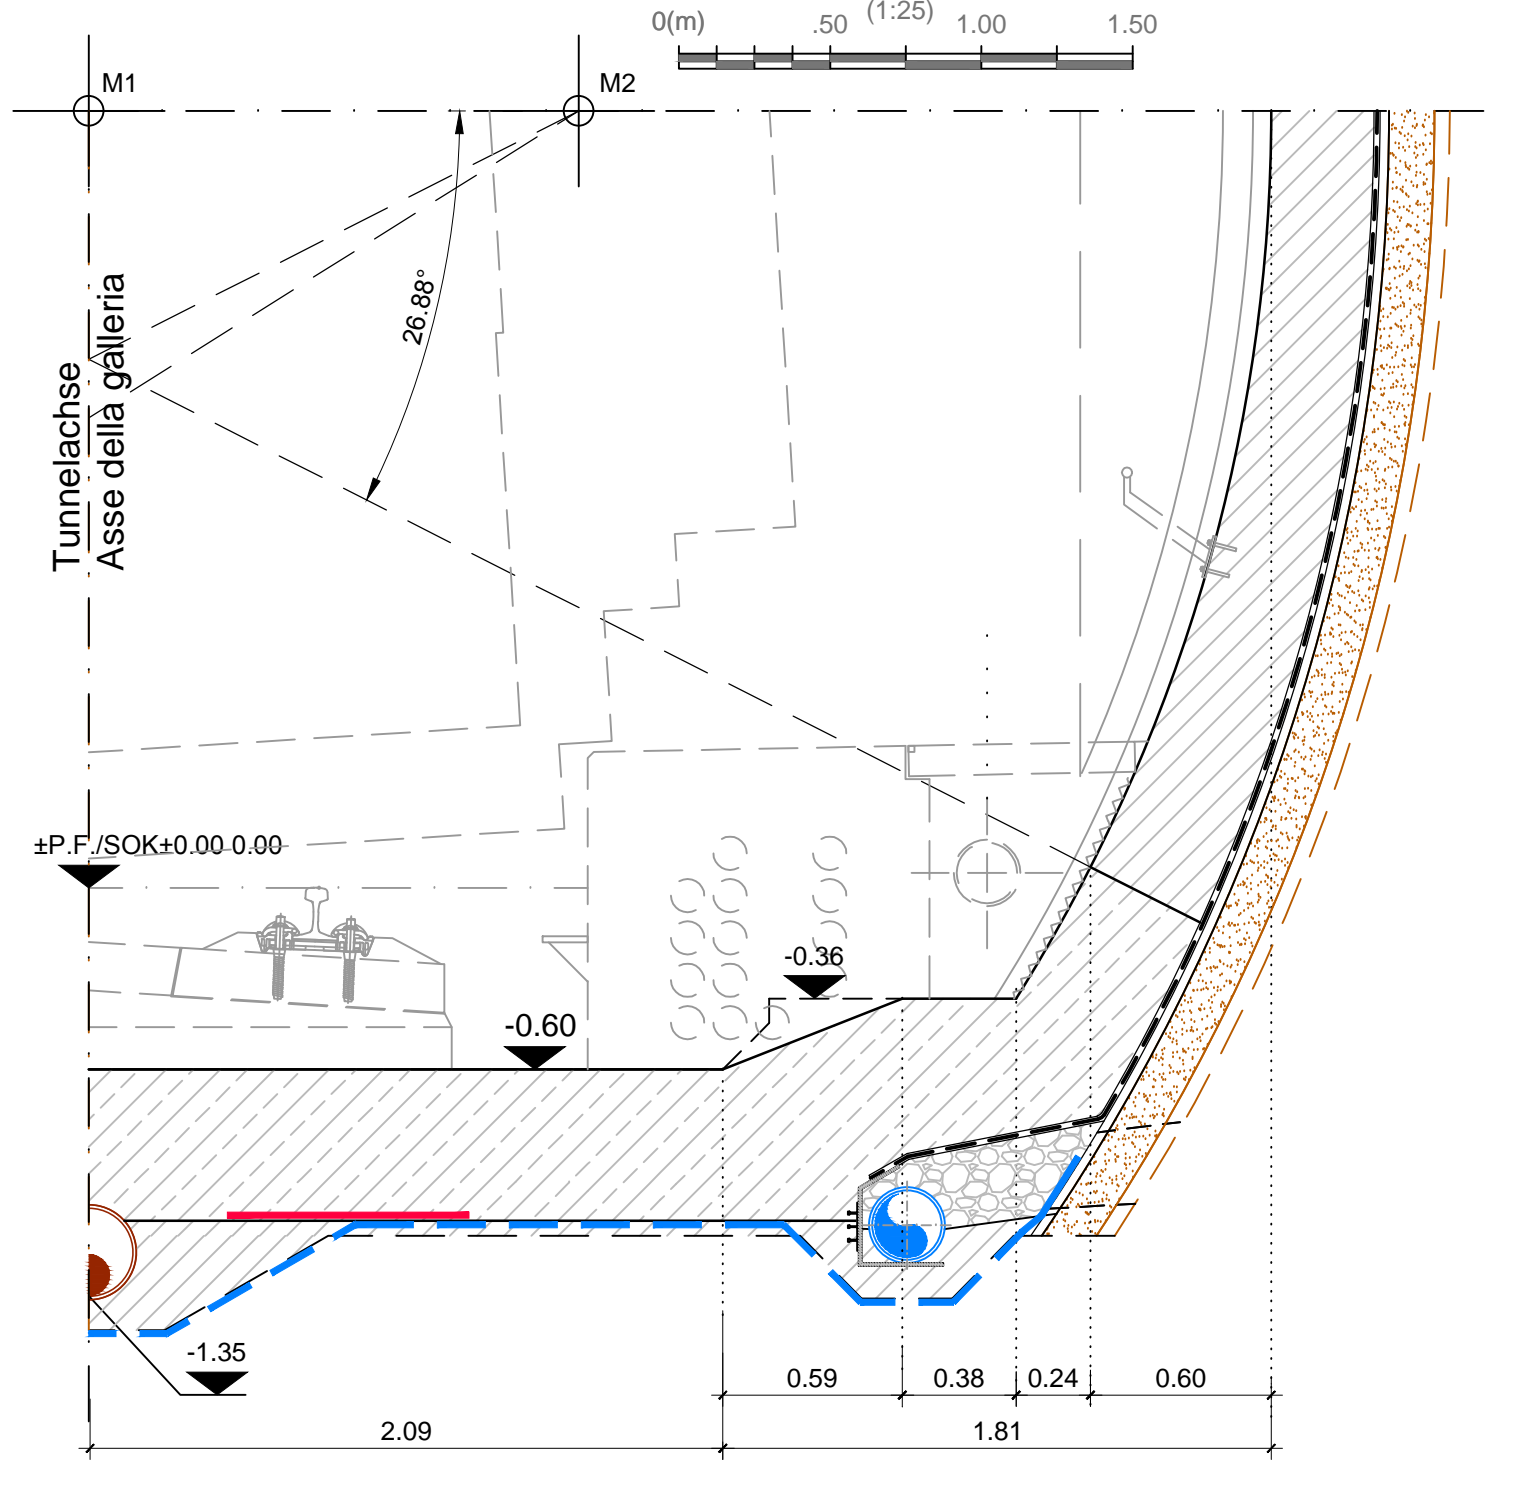 0(m)
.50
(1:25)
1.00
1.50
M1
M2
26.88°
Tunnelachse
Asse della galleria
±P.F./SOK±0.00 0.00
-0.36
-0.60
-1.35
0.59
0.38
0.24
0.60
2.09
1.81